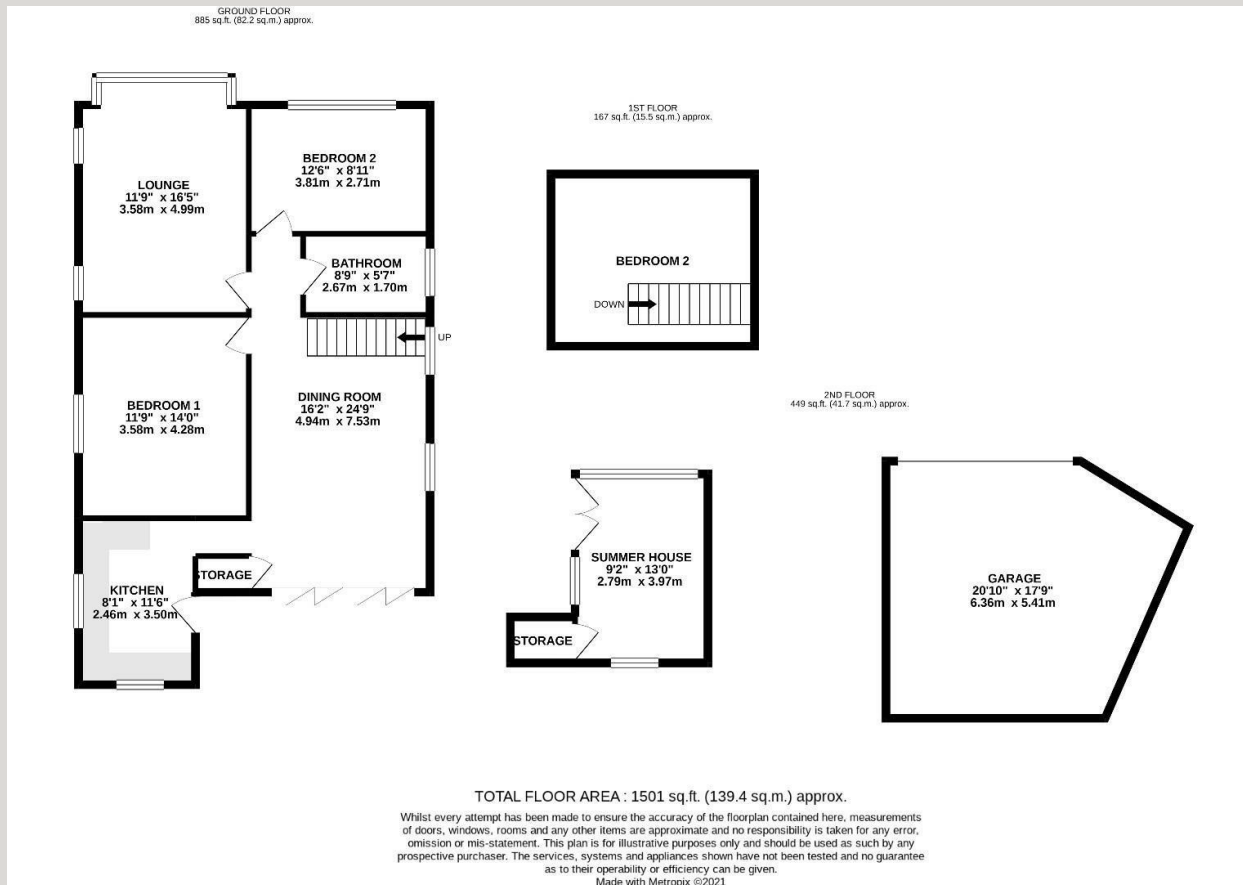 GROUND FLOOR
885 sq.ft. (82.2 sq.m.) approx.
LOUNGE
11'9" x 16'5"
3.58m x 4.99m
BEDROOM 2
12'6" x 8'11"
3.81m x 2.71m
BATHROOM
8'9" x 5'7"
2.67m x 1.70m
UP
BEDROOM 1
11'9" x 14'0"
3.58m x 4.28m
DINING ROOM
16'2" x 24'9"
4.94m x 7.53m
STORAGE
KITCHEN
8'1" x 11'6"
2.46m x 3.50m
1ST FLOOR
167 sq.ft. (15.5 sq.m.) approx.
BEDROOM 2
DOWN
2ND FLOOR
449 sq.ft. (41.7 sq.m.) approx.
SUMMER HOUSE
9'2" x 13'0"
2.79m x 3.97m
STORAGE
GARAGE
20'10" x 17'9"
6.36m x 5.41m
TOTAL FLOOR AREA : 1501 sq.ft. (139.4 sq.m.) approx.
Whilst every attempt has been made to ensure the accuracy of the floorplan contained here, measurements
of doors, windows, rooms and any other items are approximate and no responsibility is taken for any error,
omission or mis-statement. This plan is for illustrative purposes only and should be used as such by any
prospective purchaser. The services, systems and appliances shown have not been tested and no guarantee
as to their operability or efficiency can be given.
Made with Metropix ©2021